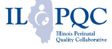 IL PQC
Illinois Perinatal
Quality Collaborative